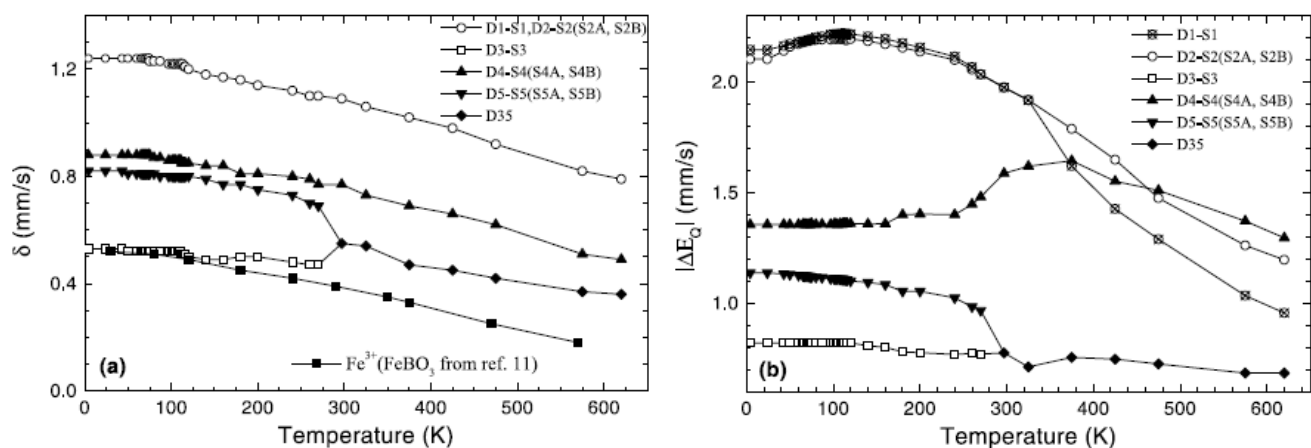 D1-S1,D2-S2(S2A, S2B)
D3-S3
D4-S4(S4A, S4B)
D5-S5(S5A, S5B)
D35
1.2
0.8
0.4
0.0
δ (mm/s)
(a)
Fe3+(FeBO3 from ref. 11)
0 100 200 300 400 500 600
Temperature (K)
D1-S1
D2-S2(S2A, S2B)
D3-S3
D4-S4(S4A, S4B)
D5-S5(S5A, S5B)
D35
2.0
1.5
1.0
|ΔEQ| (mm/s)
(b)
0 100 200 300 400 500 600
Temperature (K)